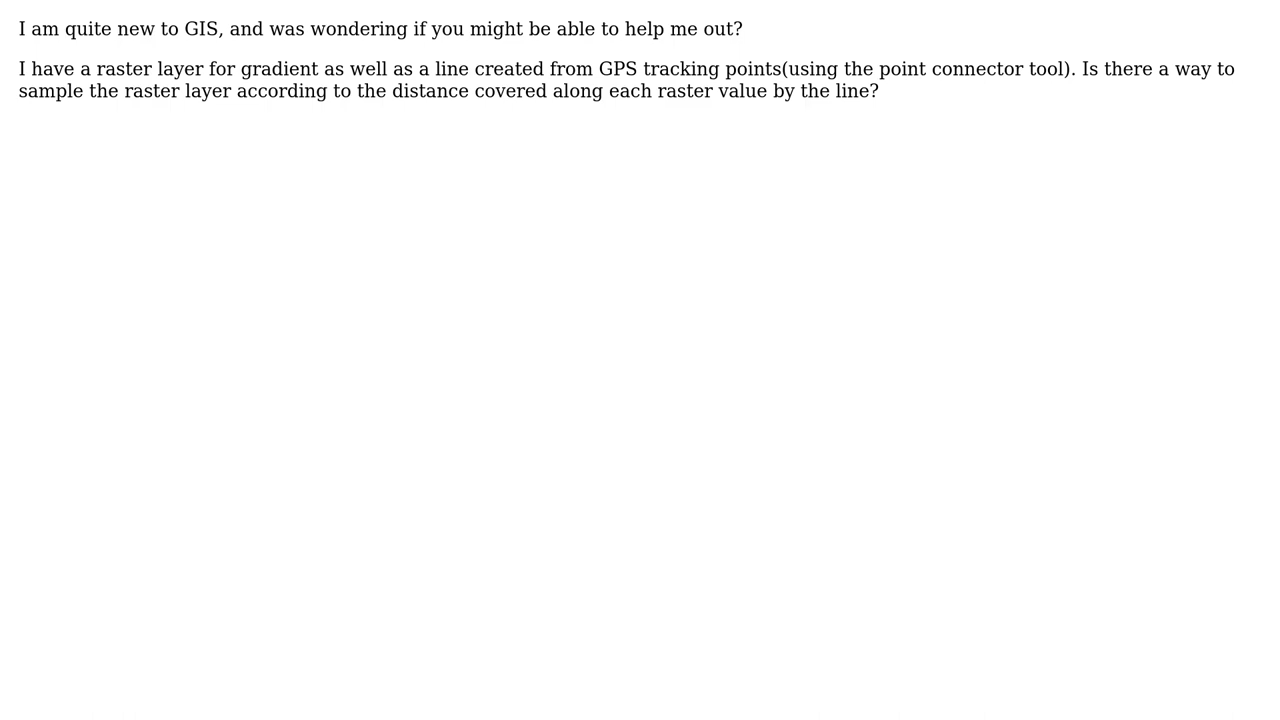 I am quite new to GIS, and was wondering if you might be able to help me out?
I have a raster layer for gradient as well as a line created from GPS tracking points(using the point connector tool). Is there a way to
sample the raster layer according to the distance covered along each raster value by the line?